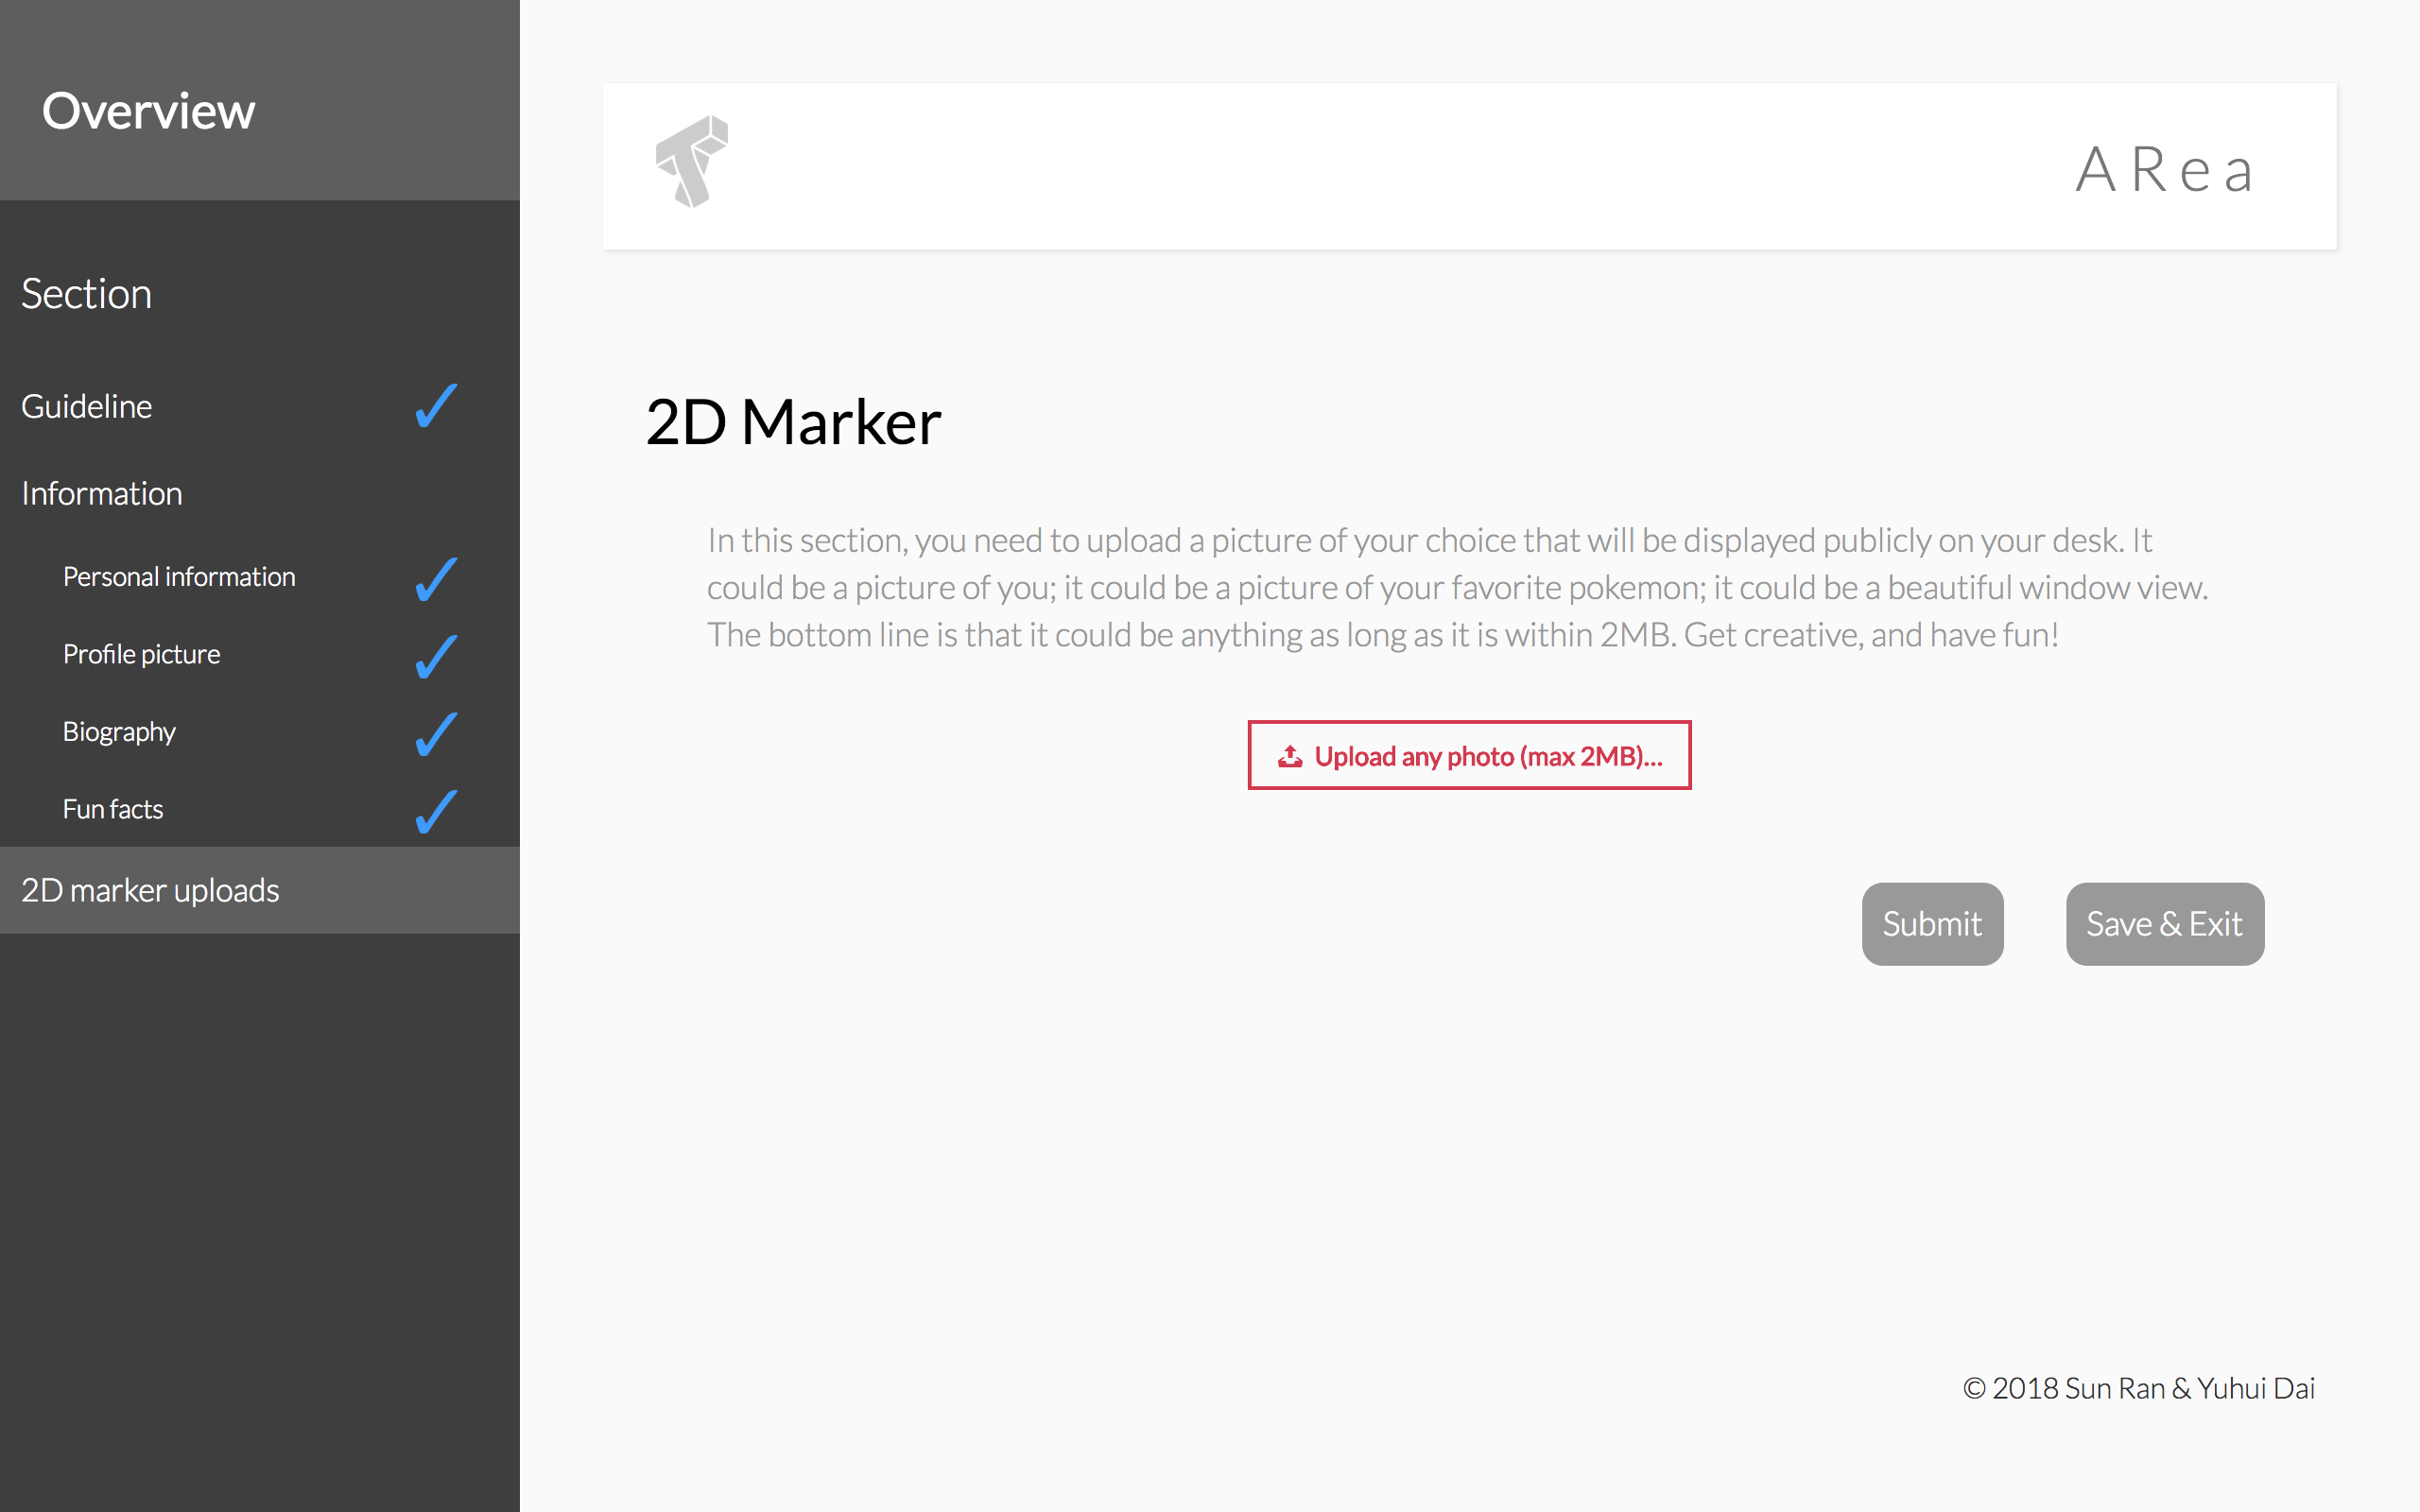 Overview
Section
Guideline
Information
Personal information
Profile picture
Biography
Fun facts
2D marker uploads
ARea
2D Marker
In this section, you need to upload a picture of your choice that will be displayed publicly on your desk. It
could be a picture of you; it could be a picture of your favorite pokemon; it could be a beautiful window view.
The bottom line is that it could be anything as long as it is within 2MB. Get creative, and have fun!
Upload any photo (max 2MB)...
Submit
Save & Exit
© 2018 Sun Ran & Yuhui Dai